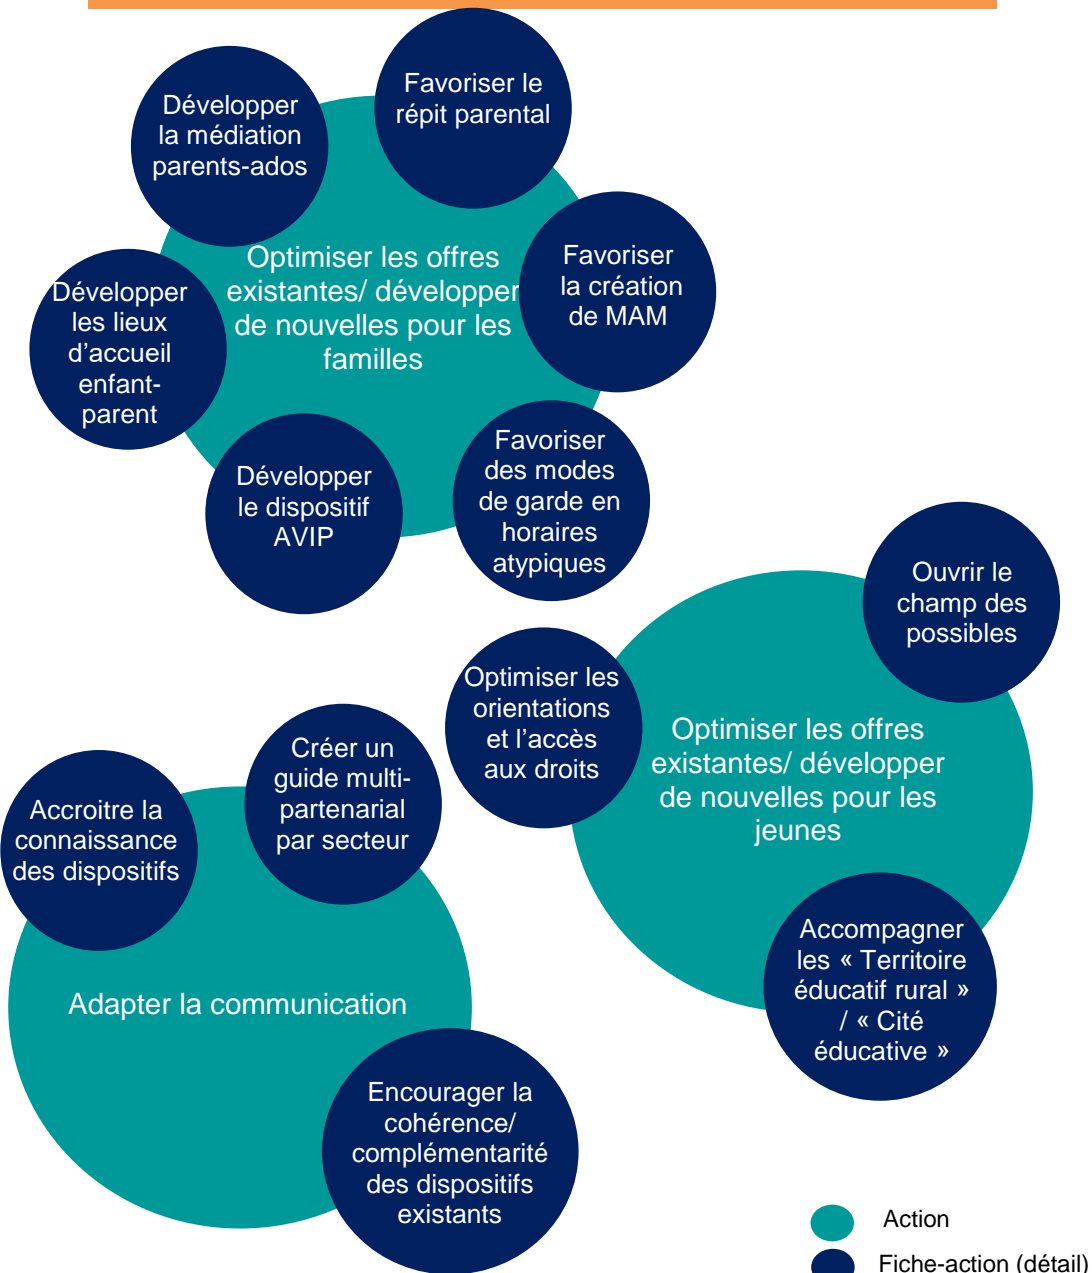 Favoriser le
répit parental
Développer
la médiation
parents-ados
Optimiser les offres
existantes/ développer
de nouvelles pour les
familles
Favoriser
la création
de MAM
Développer
les lieux
d’accueil
enfant-
parent
Favoriser
des modes
de garde en
horaires
atypiques
Développer
le dispositif
AVIP
Ouvrir le
champ des
possibles
Optimiser les
orientations
et l’accès
aux droits
Optimiser les offres
existantes/ développer
de nouvelles pour les
jeunes
Accompagner
les « Territoire
éducatif rural »
/ « Cité
éducative »
Créer un
guide multi-
partenarial
par secteur
Accroitre la
connaissance
des dispositifs
Adapter la communication
Encourager la
cohérence/
complémentarité
des dispositifs
existants
Action
Fiche-action (détail)